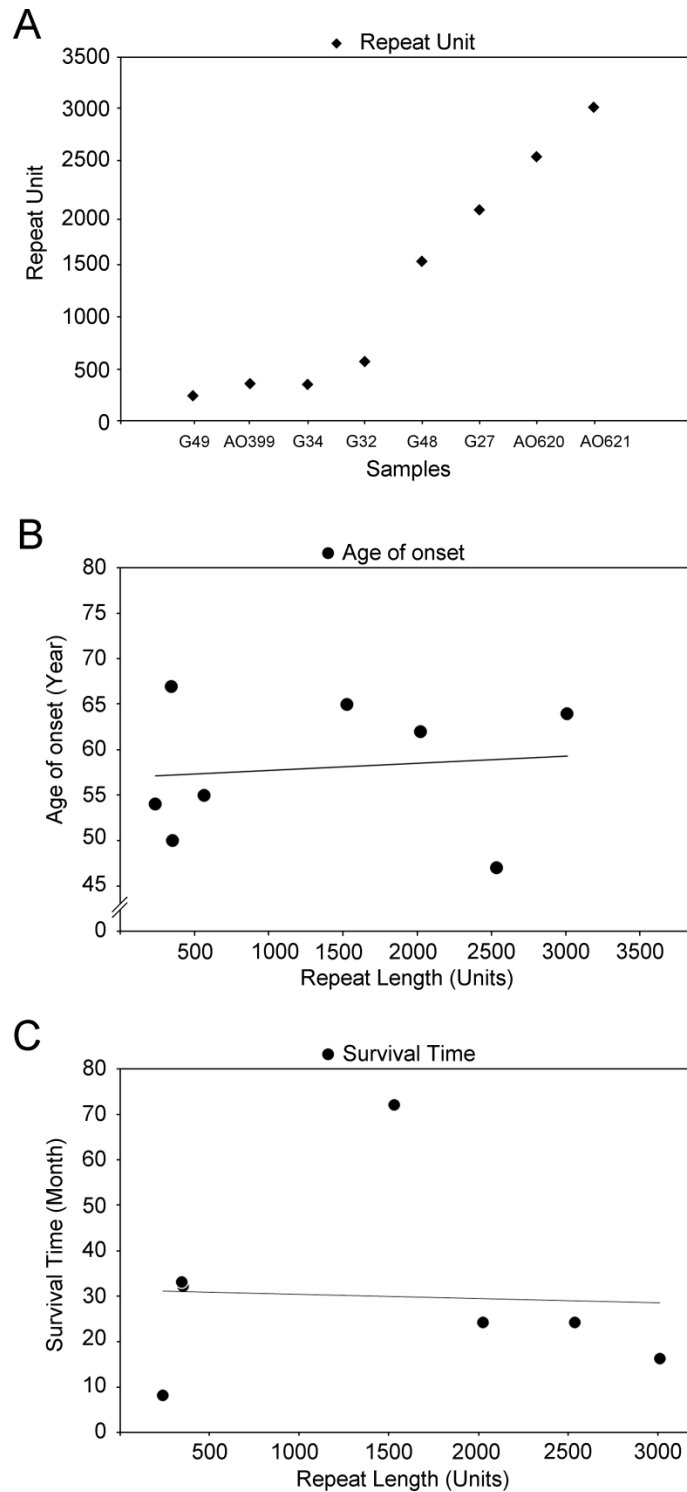 A
◆ Repeat Unit
3500
3000
2500
2000
1500
1000
500
0
Repeat Unit
G49 AO399 G34 G32 G48 G27 AO620 AO621
Samples
B
● Age of onset
80
75
70
65
60
55
50
45
0
Age of onset (Year)
500 1000 1500 2000 2500 3000 3500
Repeat Length (Units)
C
● Survival Time
80
70
60
50
40
30
20
10
0
Survival Time (Month)
500 1000 1500 2000 2500 3000
Repeat Length (Units)